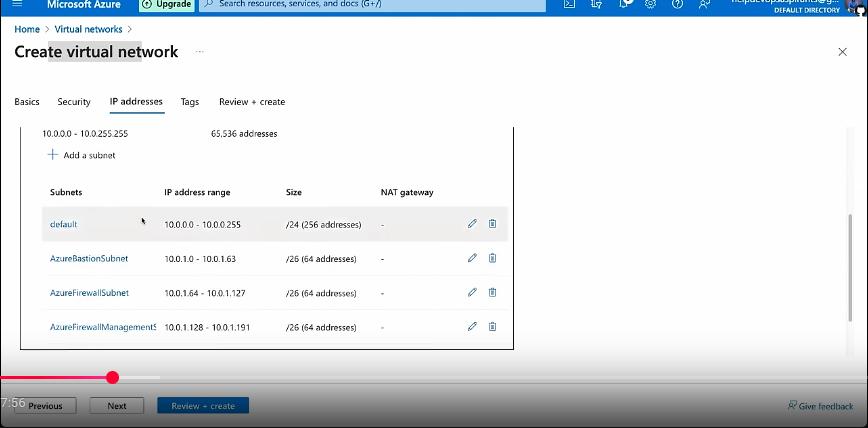 Microsoft Azure
Upgrade
Search resources, services, and docs (G+/)
DEFAULT DIRECTORY
Home > Virtual networks >
Create virtual network ...
Basics Security IP addresses Tags Review + create
10.0.0.0 - 10.0.255.255 65,536 addresses
+ Add a subnet
Subnets IP address range Size NAT gateway
default 10.0.0.0 - 10.0.0.255 /24 (256 addresses) -
AzureBastionSubnet 10.0.1.0 - 10.0.1.63 /26 (64 addresses) -
AzureFirewallSubnet 10.0.1.64 - 10.0.1.127 /26 (64 addresses) -
AzureFirewallManagementS 10.0.1.128 - 10.0.1.191 /26 (64 addresses) -
7:56
Previous Next Review + create Give feedback